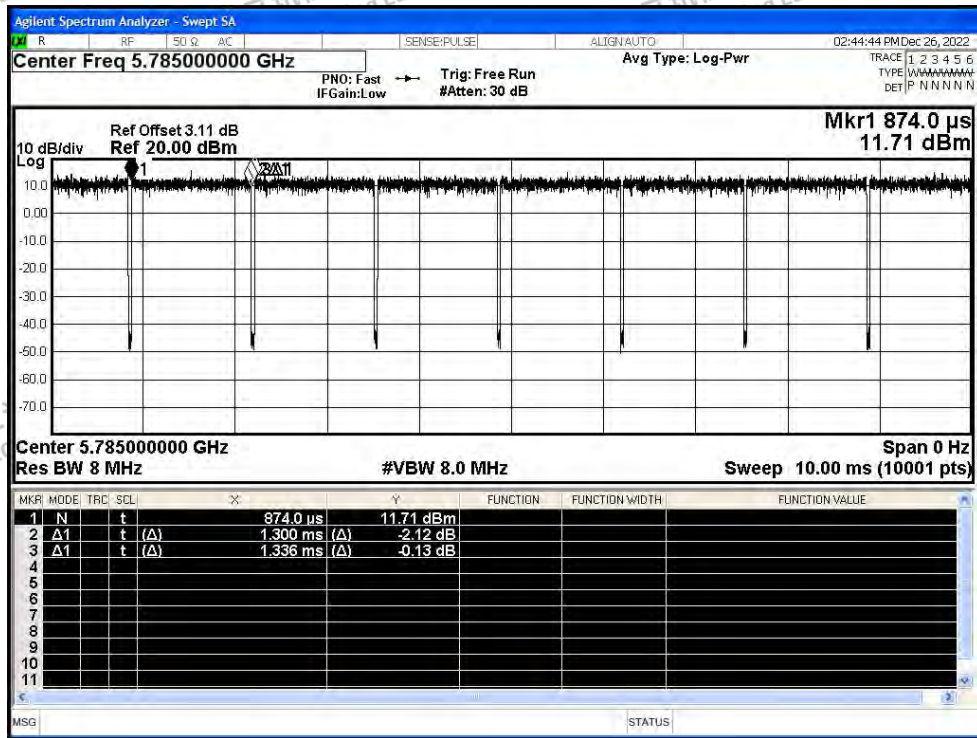 Agilent Spectrum Analyzer - Swept SA
LXI R RF 50 Ω AC SENSE:PULSE ALIGNAUTO 02:44:44 PM Dec 26, 2022
Center Freq 5.785000000 GHz Avg Type: Log-Pwr TRACE 1 2 3 4 5 6
PNO: Fast Trig: Free Run TYPE WWWWWW
IFGain:Low #Atten: 30 dB DET P N N N N N
Ref Offset 3.11 dB Mkr1 874.0 µs
10 dB/div Ref 20.00 dBm 11.71 dBm
Log
1
10.0
0.00
-10.0
-20.0
-30.0
-40.0
-50.0
-60.0
-70.0
Center 5.785000000 GHz Span 0 Hz
Res BW 8 MHz #VBW 8.0 MHz Sweep 10.00 ms (10001 pts)
MKR MODE TRC SCL X Y FUNCTION FUNCTION WIDTH FUNCTION VALUE
1 N t 874.0 µs 11.71 dBm
2 Δ1 t (Δ) 1.300 ms (Δ) -2.12 dB
3 Δ1 t (Δ) 1.336 ms (Δ) -0.13 dB
4
5
6
7
8
9
10
11
MSG STATUS